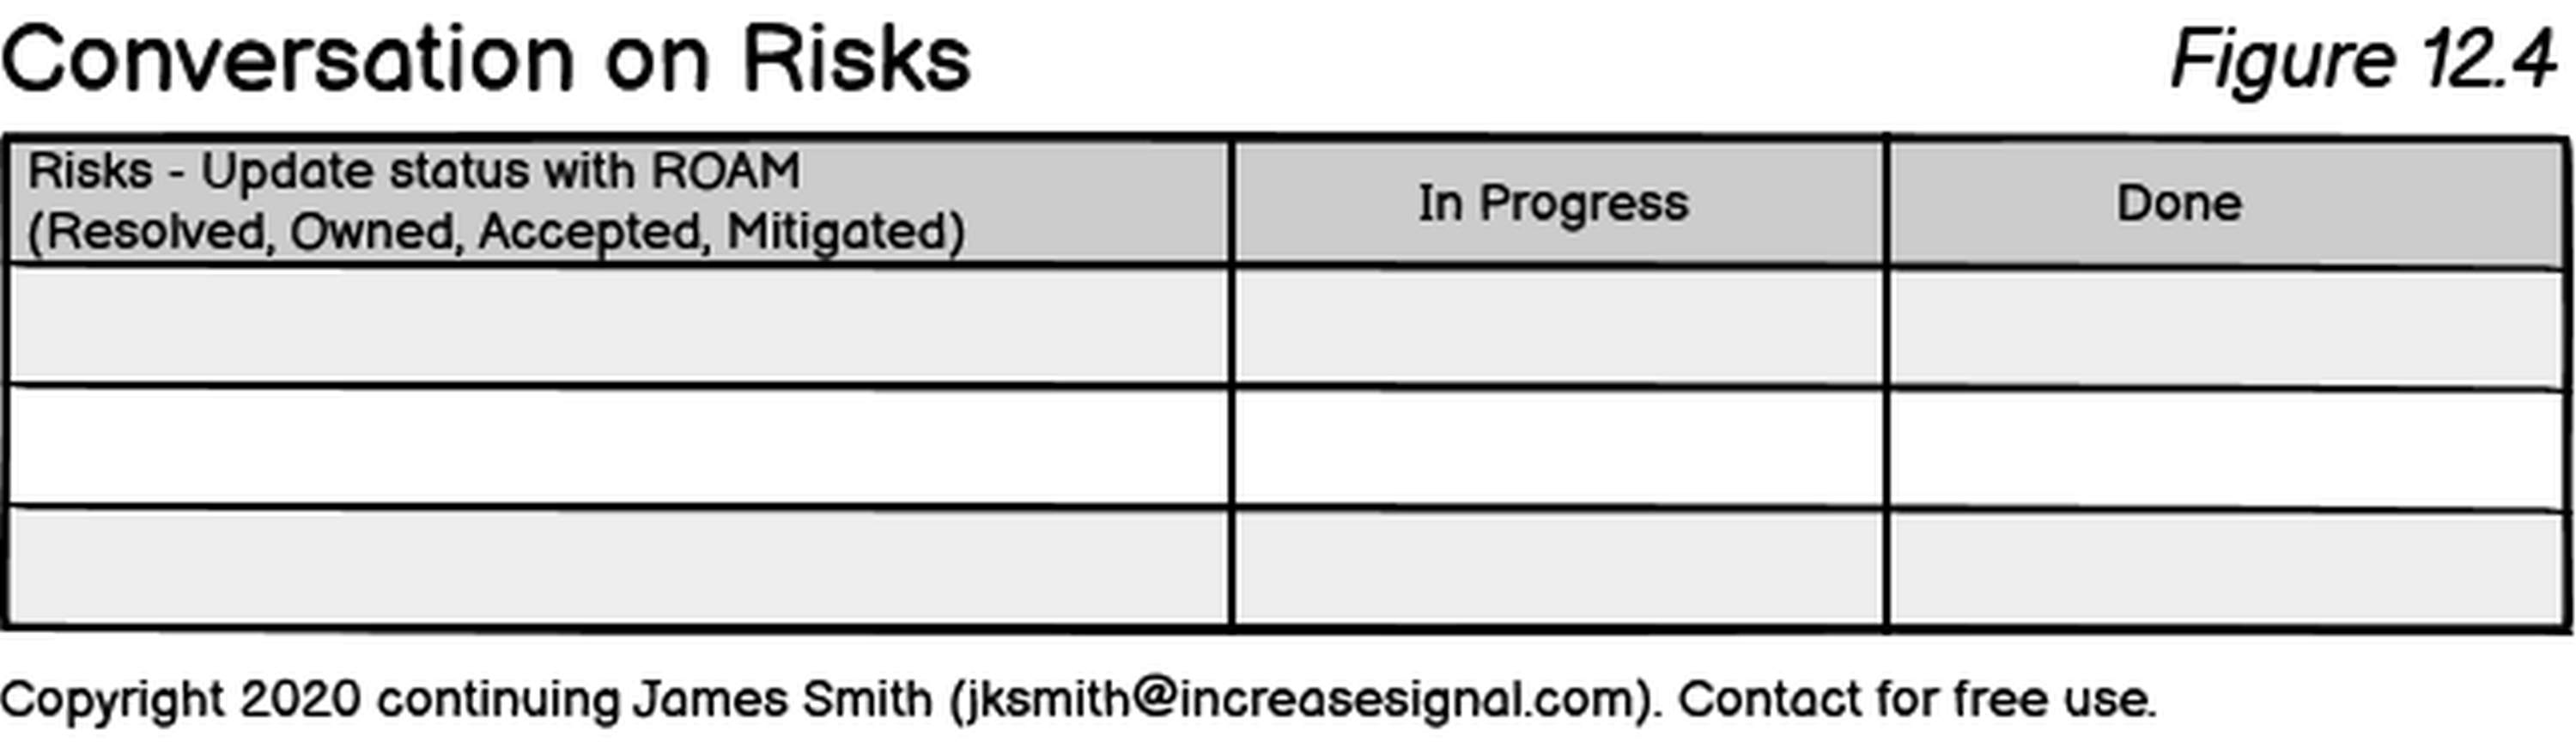 Conversation on Risks
Figure 12.4
Risks - Update status with ROAM
(Resolved, Owned, Accepted, Mitigated)
In Progress
Done
Copyright 2020 continuing James Smith (jksmith@increasesignal.com). Contact for free use.